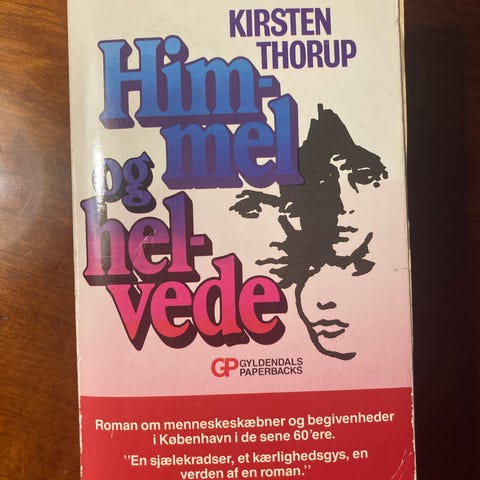 KIRSTEN
THORUP
Him-
mel
og
hel-
vede
GP GYLDENDALS
PAPERBACKS
Roman om menneskeskæbner og begivenheder
i København i de sene 60'ere.
"En sjælekradser, et kærlighedsgys, en
verden af en roman."